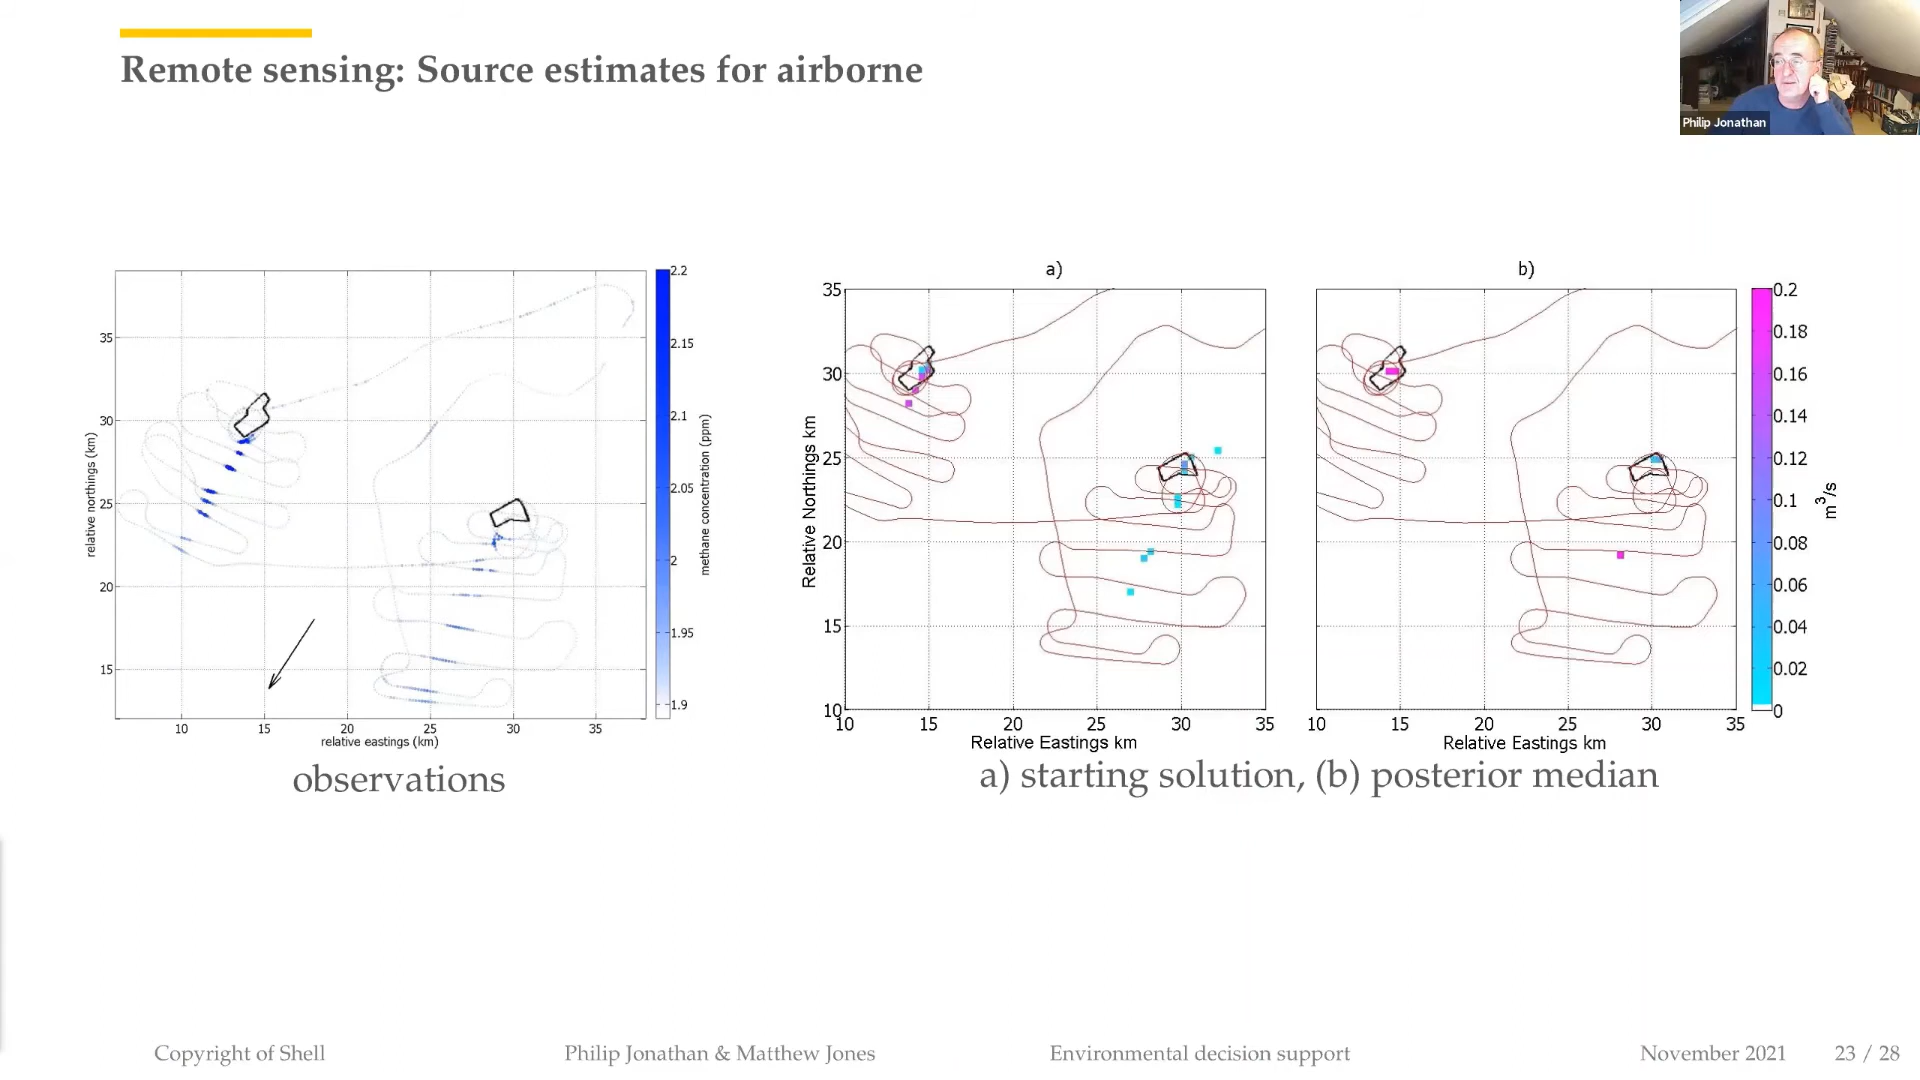 Remote sensing: Source estimates for airborne
Philip Jonathan
2.2
2.15
2.1
2.05
2
1.95
1.9
methane concentration (ppm)
35
30
25
20
15
relative northings (km)
10 15 20 25 30 35
relative eastings (km)
observations
a)
35
30
25
20
15
10
Relative Northings km
10 15 20 25 30 35
Relative Eastings km
b)
10 15 20 25 30 35
Relative Eastings km
0.2
0.18
0.16
0.14
0.12
0.1
0.08
0.06
0.04
0.02
0
m³/s
a) starting solution, (b) posterior median
Copyright of Shell Philip Jonathan & Matthew Jones Environmental decision support November 2021 23 / 28